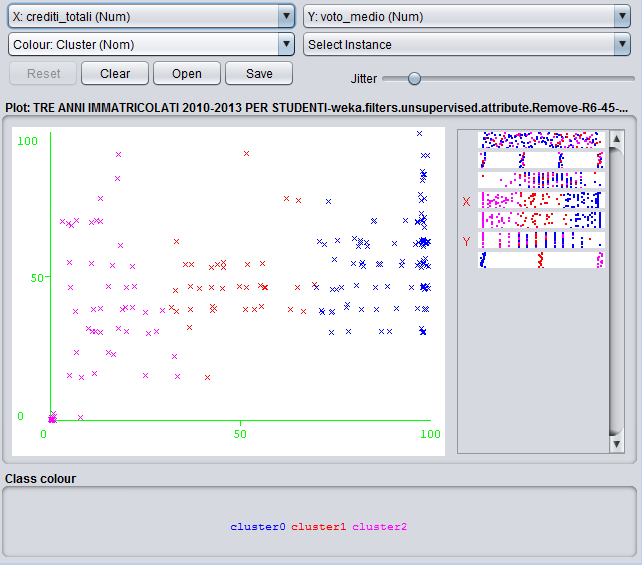 X: crediti_totali (Num) Y: voto_medio (Num)
Colour: Cluster (Nom) Select Instance
Reset Clear Open Save Jitter
Plot: TRE ANNI IMMATRICOLATI 2010-2013 PER STUDENTI-weka.filters.unsupervised.attribute.Remove-R6-45-...
100
50
0
0 50 100
X
Y
Class colour
cluster0 cluster1 cluster2